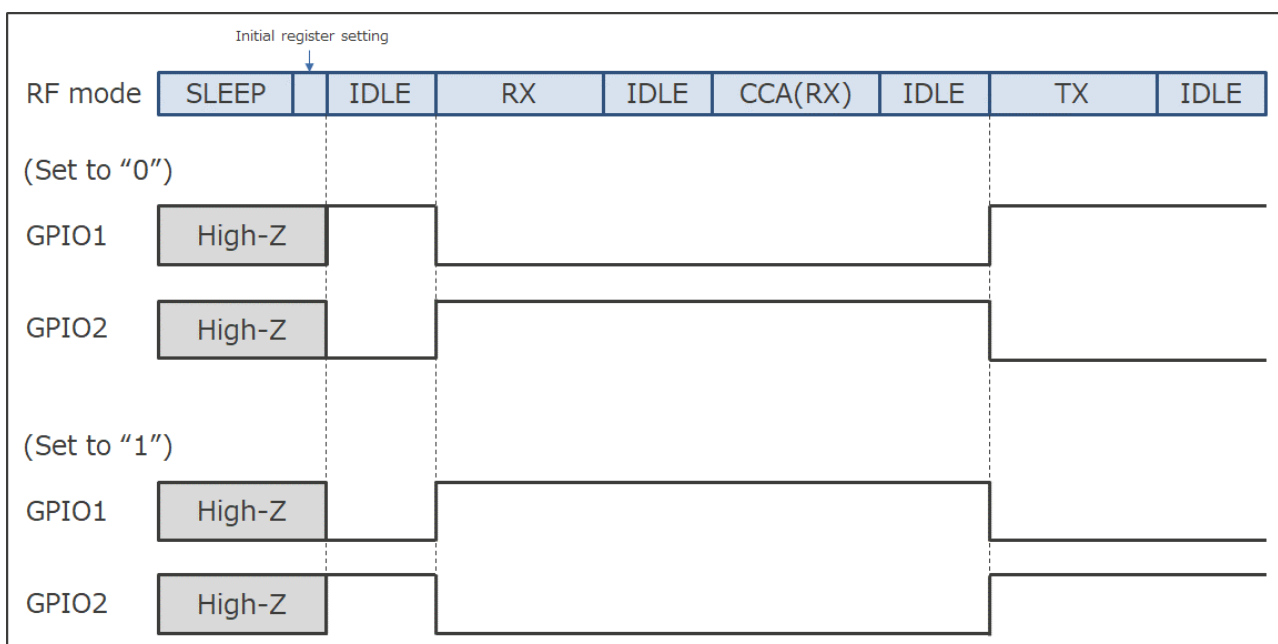 Initial register setting
RF mode SLEEP IDLE RX IDLE CCA(RX) IDLE TX IDLE
(Set to “0”)
GPIO1 High-Z
GPIO2 High-Z
(Set to “1”)
GPIO1 High-Z
GPIO2 High-Z